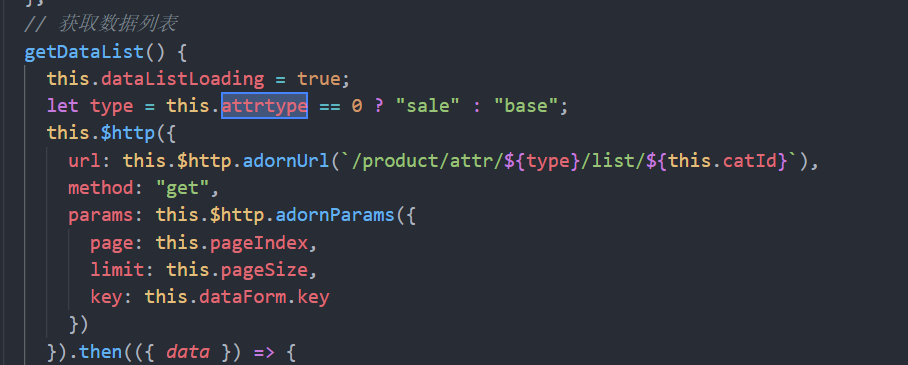 // 获取数据列表
getDataList() {
this.dataListLoading = true;
let type = this.attrtype == 0 ? "sale" : "base";
this.$http({
url: this.$http.adornUrl(`/product/attr/${type}/list/${this.catId}`),
method: "get",
params: this.$http.adornParams({
page: this.pageIndex,
limit: this.pageSize,
key: this.dataForm.key
})
}).then(({ data }) => {